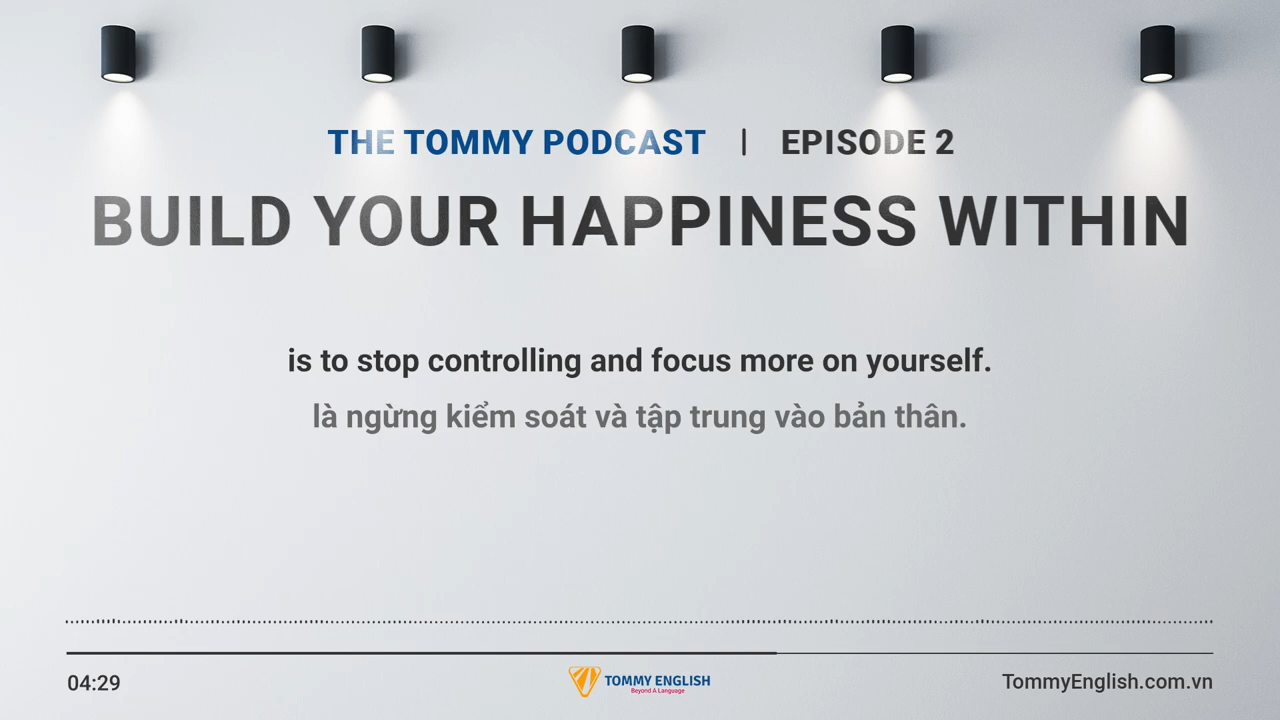 THE TOMMY PODCAST | EPISODE 2
BUILD YOUR HAPPINESS WITHIN
is to stop controlling and focus more on yourself.
là ngừng kiểm soát và tập trung vào bản thân.
04:29
TOMMY ENGLISH
Beyond A Language
TommyEnglish.com.vn